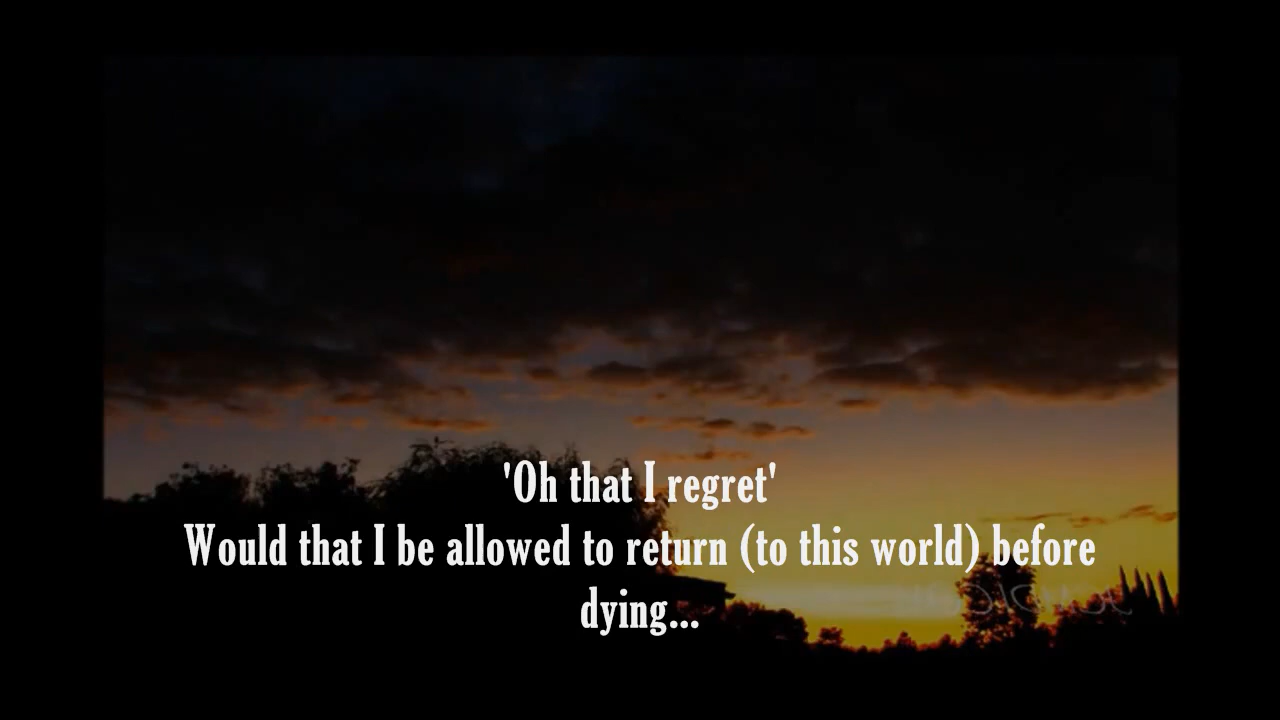 'Oh that I regret'
Would that I be allowed to return (to this world) before
dying...